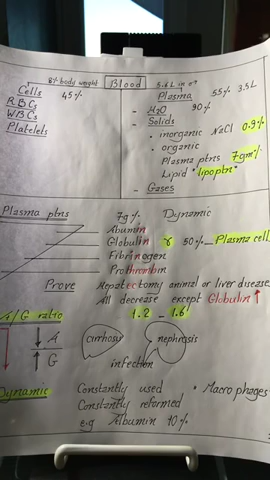 8% body weight Blood 5.6 L in ♂
Cells 45%
RBCs
WBCs
Platelets
Plasma 55% 3.5 L
- H2O 90%
- Solids
. inorganic NaCl 0.9%
. organic
Plasma ptns 7gm%
Lipid "lipoptn"
- Gases
Plasma ptns 7g% Dynamic
Abumin
Globulin γ 50% Plasma cell
Fibrinogen
Prothrombin
Prove Hepatectomy animal or liver disease
All decrease except Globulin ↑
A/G ratio 1.2 - 1.6
↓ A
↑ G
cirrhosis
nephrosis
infection
Dynamic Constantly used • Macrophages
Constantly reformed
e.g Albumin 10%